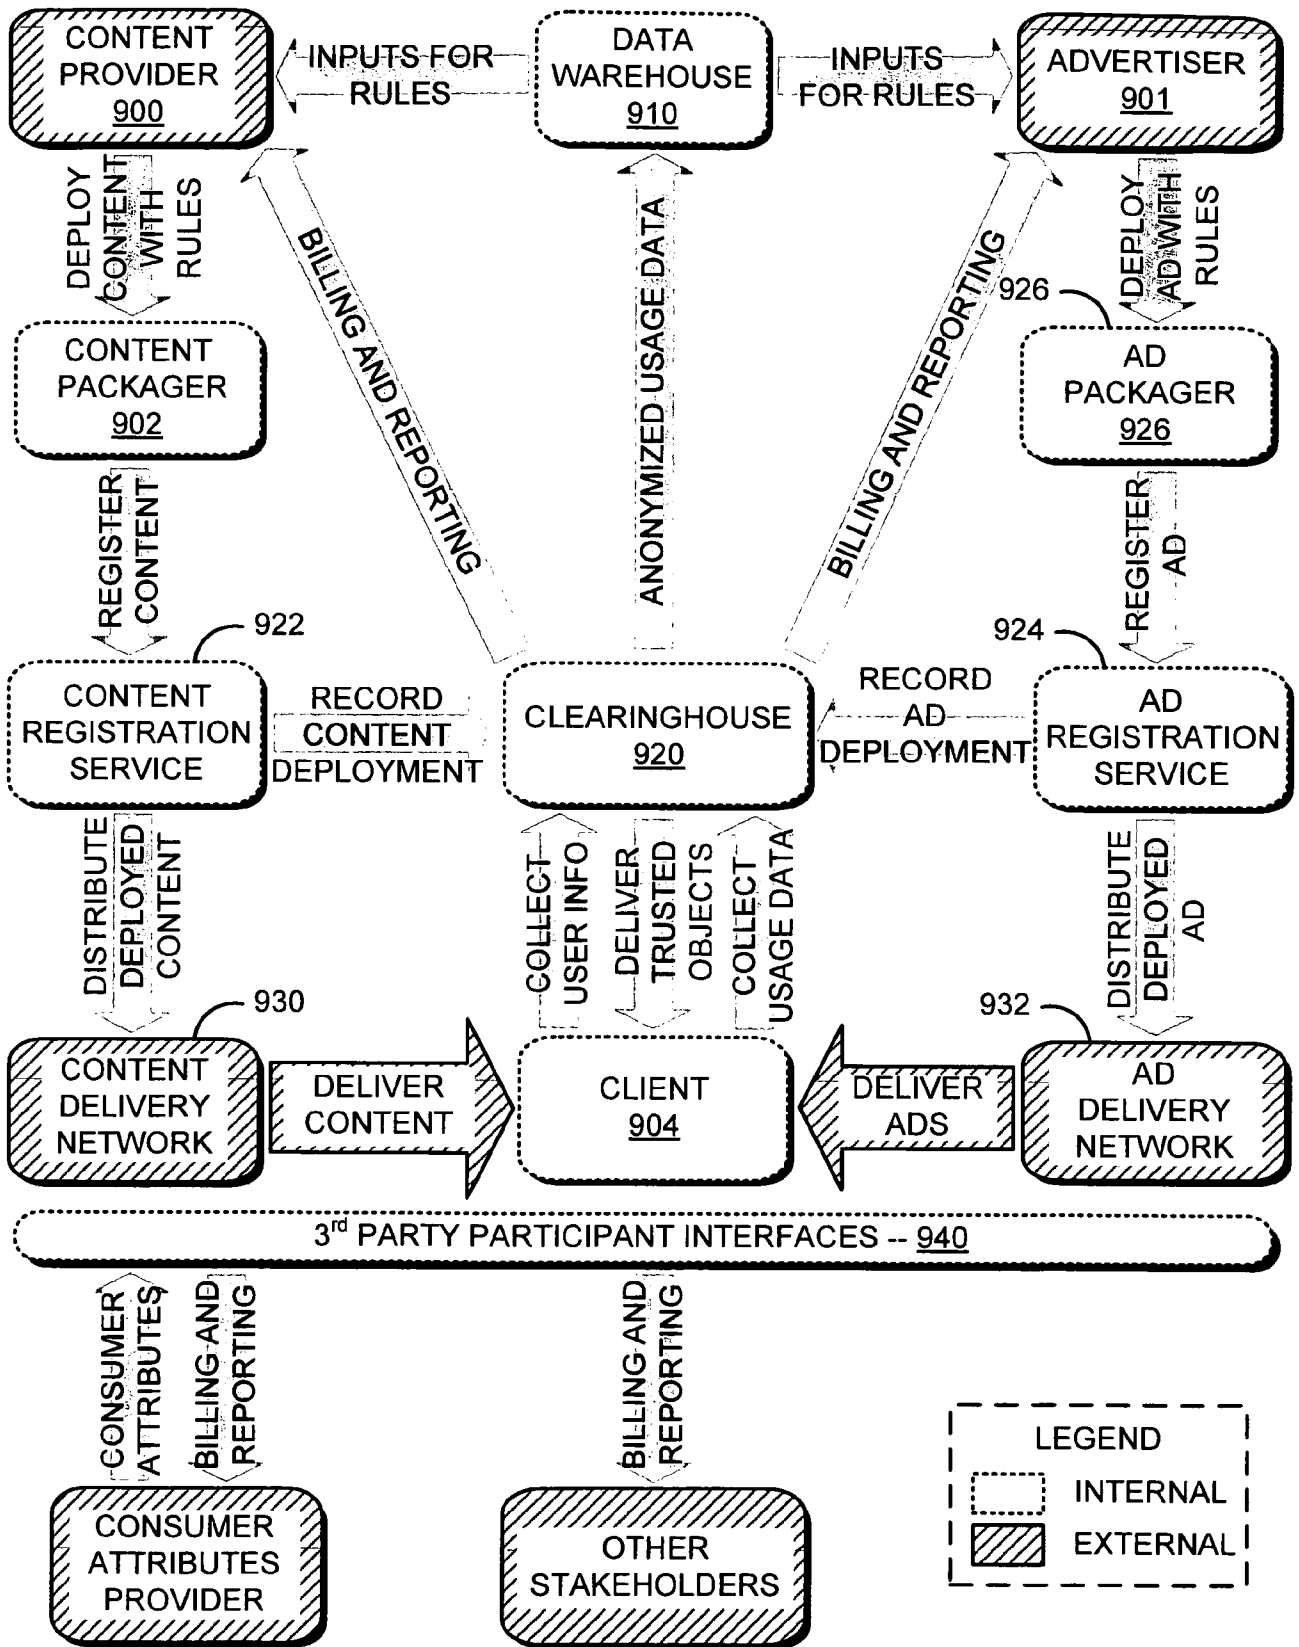 CONTENT
PROVIDER
900
INPUTS FOR
RULES
DATA
WAREHOUSE
910
INPUTS
FOR RULES
ADVERTISER
901
DEPLOY
CONTENT
WITH
RULES
BILLING AND REPORTING
ANONYMIZED USAGE DATA
BILLING AND REPORTING
DEPLOY
AD WITH
RULES
926
CONTENT
PACKAGER
902
AD
PACKAGER
926
REGISTER
CONTENT
REGISTER
AD
922
924
CONTENT
REGISTRATION
SERVICE
RECORD
CONTENT
DEPLOYMENT
CLEARINGHOUSE
920
RECORD
AD
DEPLOYMENT
AD
REGISTRATION
SERVICE
DISTRIBUTE
DEPLOYED
CONTENT
COLLECT
USER INFO
DELIVER
TRUSTED
OBJECTS
COLLECT
USAGE DATA
DISTRIBUTE
DEPLOYED
AD
930
932
CONTENT
DELIVERY
NETWORK
DELIVER
CONTENT
CLIENT
904
DELIVER
ADS
AD
DELIVERY
NETWORK
3rd PARTY PARTICIPANT INTERFACES -- 940
CONSUMER
ATTRIBUTES
BILLING AND
REPORTING
BILLING AND
REPORTING
CONSUMER
ATTRIBUTES
PROVIDER
OTHER
STAKEHOLDERS
LEGEND
INTERNAL
EXTERNAL